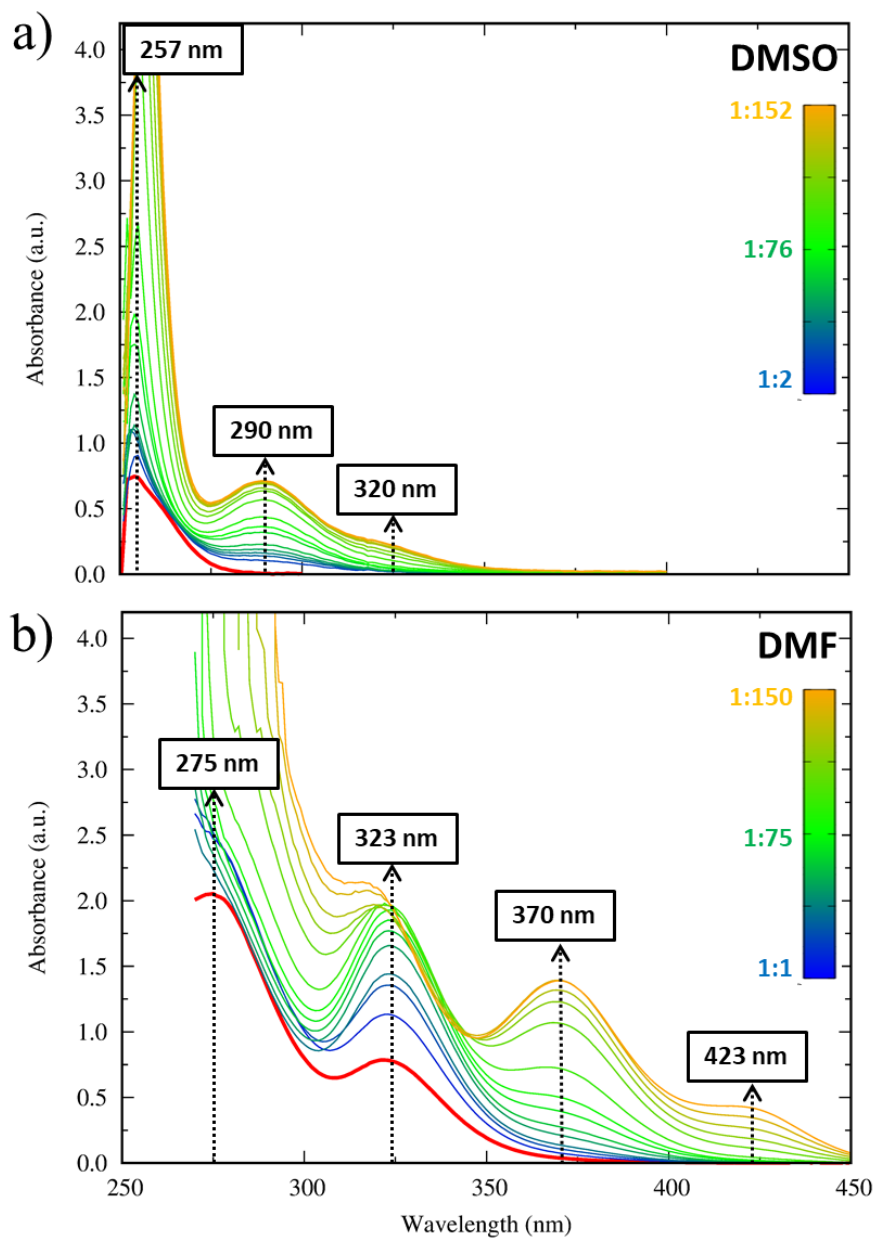 a)
257 nm
DMSO
4.0
3.5
3.0
2.5
2.0
1.5
1.0
0.5
0.0
Absorbance (a.u.)
1:152
1:76
1:2
290 nm
320 nm
b)
DMF
4.0
3.5
3.0
2.5
2.0
1.5
1.0
0.5
0.0
Absorbance (a.u.)
1:150
1:75
1:1
275 nm
323 nm
370 nm
423 nm
250 300 350 400 450
Wavelength (nm)